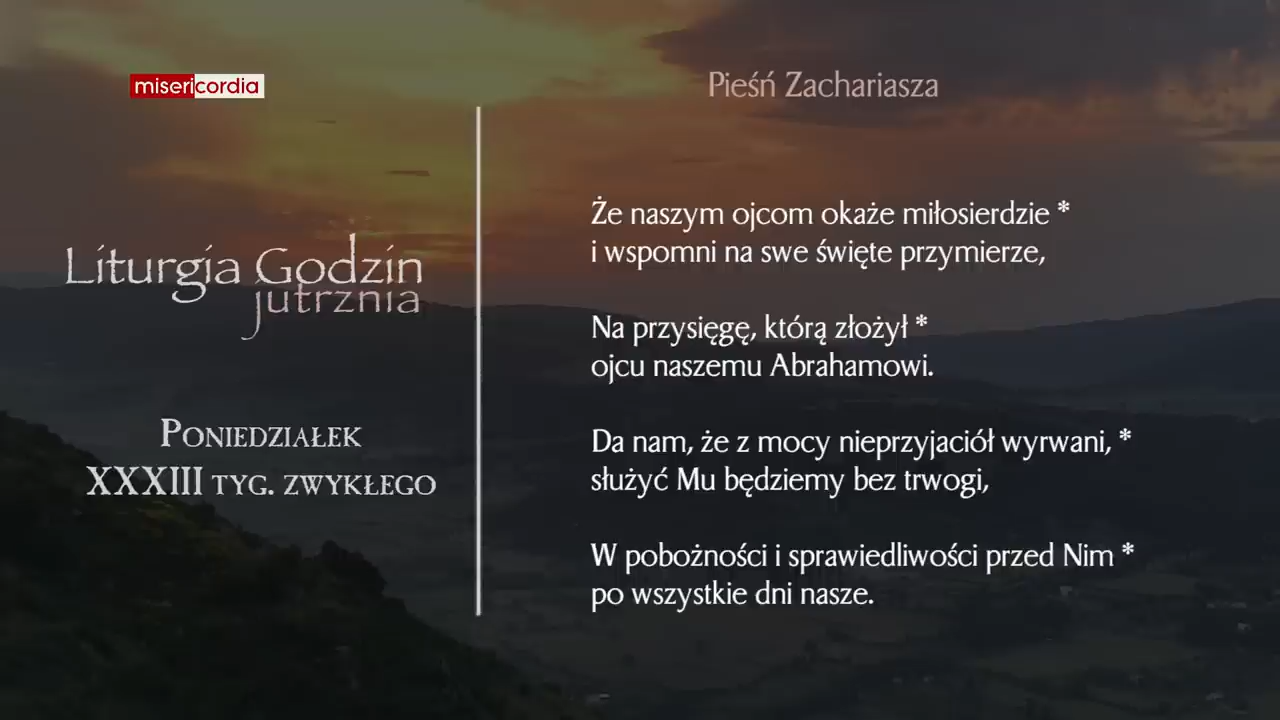 misericordia
Pieśń Zachariasza
Liturgia Godzin
jutrznia
Poniedziałek
XXXIII tyg. zwykłego
Że naszym ojcom okaże miłosierdzie *
i wspomni na swe święte przymierze,
Na przysięgę, którą złożył *
ojcu naszemu Abrahamowi.
Da nam, że z mocy nieprzyjaciół wyrwani, *
służyć Mu będziemy bez trwogi,
W pobożności i sprawiedliwości przed Nim *
po wszystkie dni nasze.